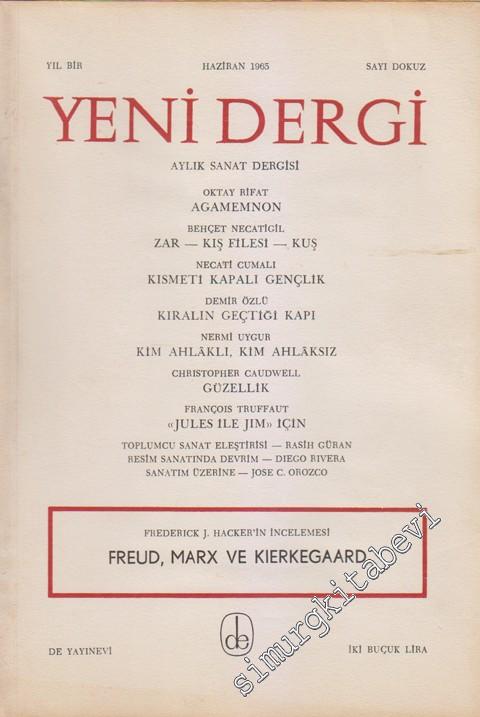 YIL BİR HAZİRAN 1965 SAYI DOKUZ
YENİ DERGİ
AYLIK SANAT DERGİSİ
OKTAY RİFAT
AGAMEMNON
BEHÇET NECATİGİL
ZAR — KIŞ FİLESİ — KUŞ
NECATİ CUMALI
KISMETİ KAPALI GENÇLİK
DEMİR ÖZLÜ
KIRALIN GEÇTİĞİ KAPI
NERMİ UYGUR
KİM AHLÂKLI, KİM AHLÂKSIZ
CHRISTOPHER CAUDWELL
GÜZELLİK
FRANÇOIS TRUFFAUT
«JULES İLE JIM» İÇİN
TOPLUMCU SANAT ELEŞTİRİSİ — RASİH GÜRAN
RESİM SANATINDA DEVRİM — DIEGO RIVERA
SANATIM ÜZERİNE — JOSE C. OROZCO
FREDERICK J. HACKER'İN İNCELEMESİ
FREUD, MARX VE KIERKEGAARD
de
DE YAYINEVİ İKİ BUÇUK LİRA
simurgkitabevi